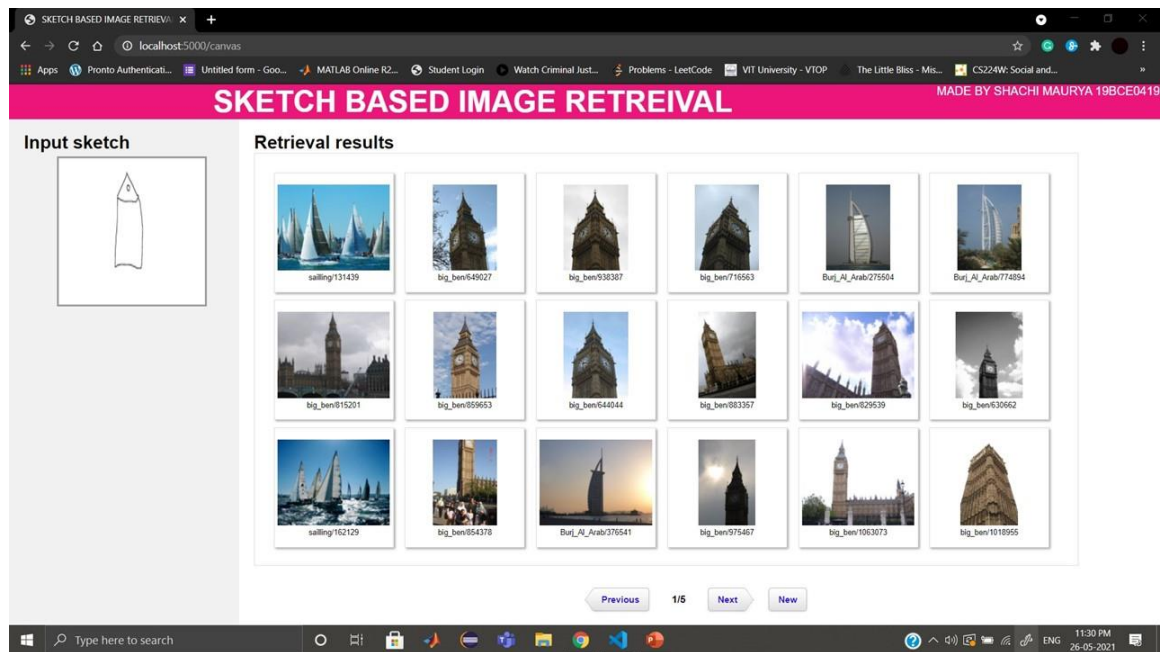 SKETCH BASED IMAGE RETRIEVA
localhost:5000/canvas
Apps Pronto Authenticati... Untitled form - Goo... MATLAB Online R2... Student Login Watch Criminal Just... Problems - LeetCode VIT University - VTOP The Little Bliss - Mis... CS224W: Social and... »
SKETCH BASED IMAGE RETREIVAL
MADE BY SHACHI MAURYA 19BCE0419
Input sketch
Retrieval results
sailling/131439 big_ben/649027 big_ben/938387 big_ben/716563 Burj_Al_Arab/275504 Burj_Al_Arab/774894
big_ben/815201 big_ben/859653 big_ben/644044 big_ben/883357 big_ben/829539 big_ben/630662
sailling/162129 big_ben/854378 Burj_Al_Arab/376541 big_ben/975467 big_ben/1063073 big_ben/1018955
Previous 1/5 Next New
Type here to search
ENG
11:30 PM
26-05-2021